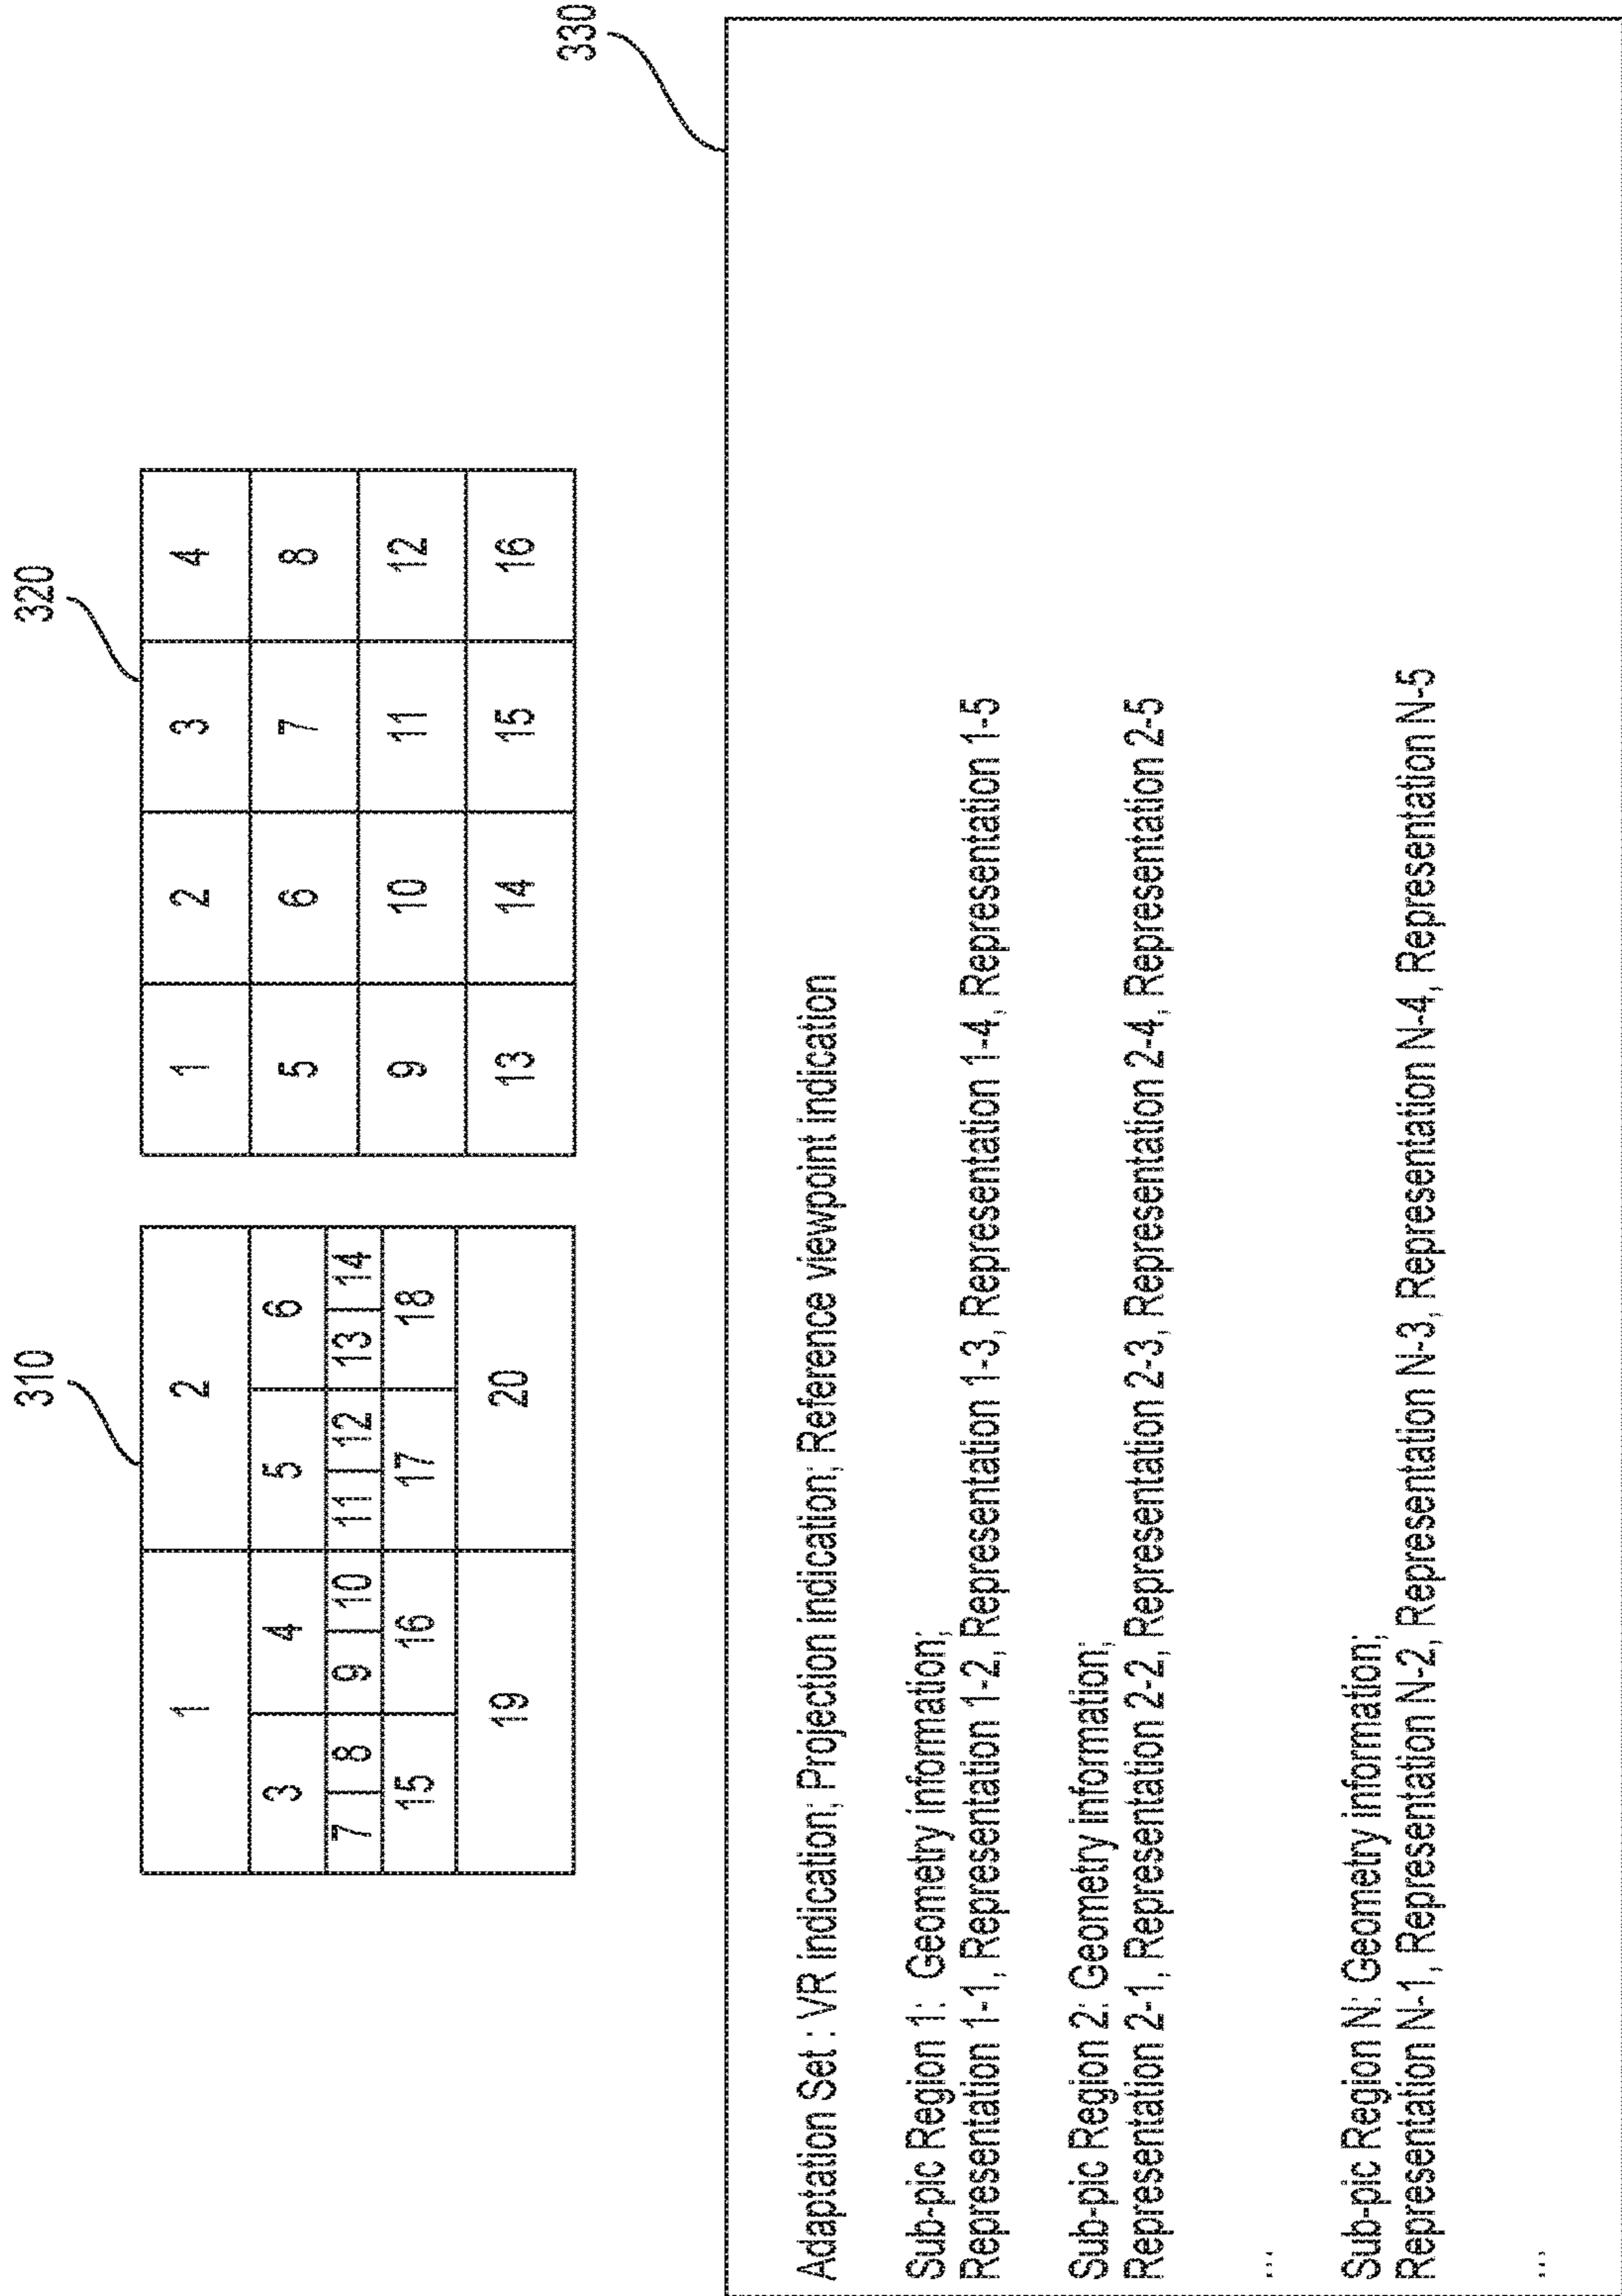 310
1 2
3 4 5 6
7 8 9 10 11 12 13 14
15 16 17 18
19 20
320
1 2 3 4
5 6 7 8
9 10 11 12
13 14 15 16
330
Adaptation Set : VR indication; Projection indication; Reference viewpoint indication
Sub-pic Region 1: Geometry information;
Representation 1-1, Representation 1-2, Representation 1-3, Representation 1-4, Representation 1-5
Sub-pic Region 2: Geometry information;
Representation 2-1, Representation 2-2, Representation 2-3, Representation 2-4, Representation 2-5
...
Sub-pic Region N: Geometry information;
Representation N-1, Representation N-2, Representation N-3, Representation N-4, Representation N-5
...